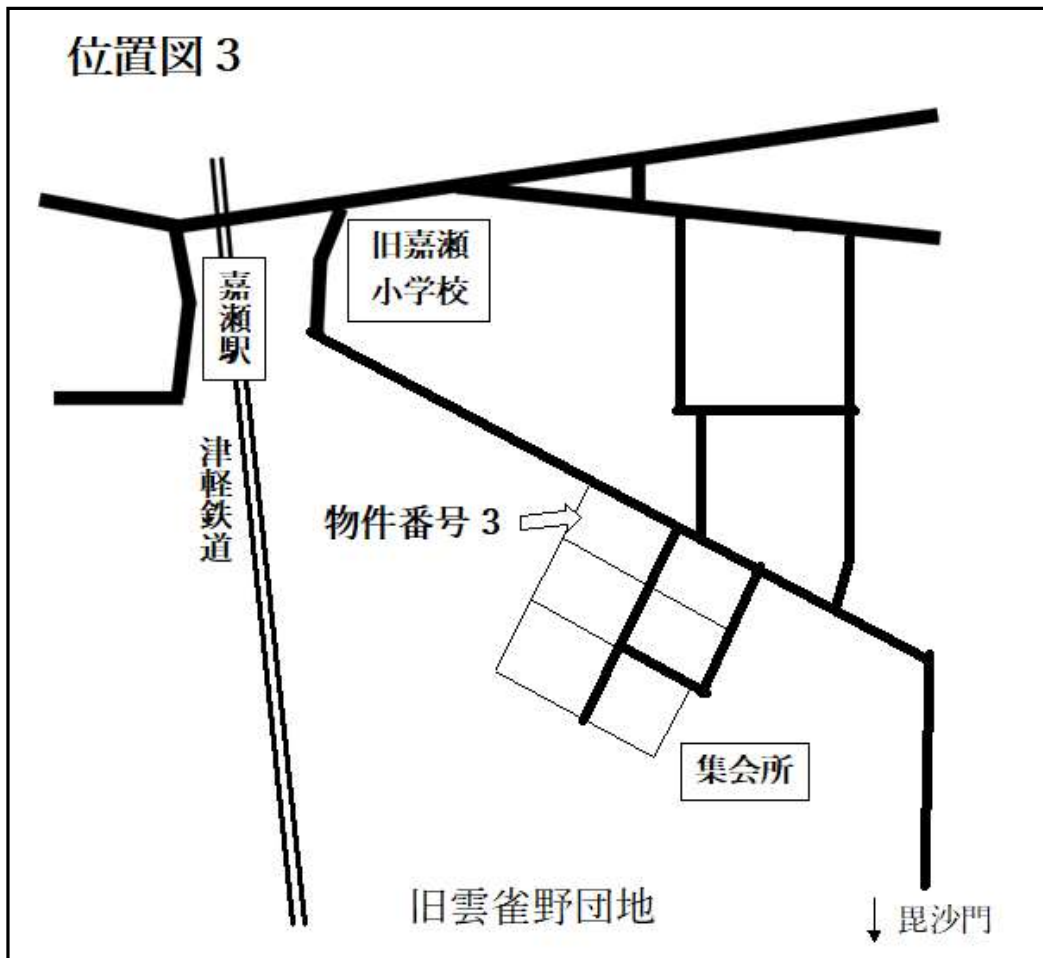 位置図３
旧嘉瀬
小学校
嘉瀬駅
津軽鉄道
物件番号３
集会所
旧雲雀野団地
毘沙門